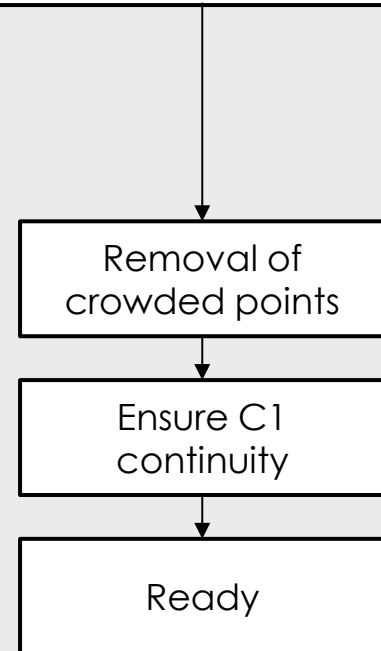 Removal of
crowded points
Ensure C1
continuity
Ready